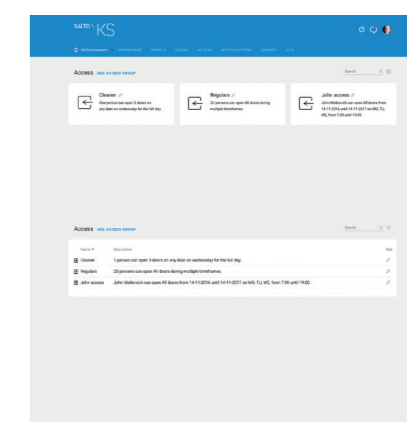 SALTO KS
ACCESS ADD ACCESS GROUP
Search
Cleaner
One person can open 3 doors on
any date on wednesday for the full day.
Regulars
23 persons can open All doors during
multiple timeframes.
John access
John Malkovich can open All doors from
14-11-2016 until 14-11-2017 on MO, TU,
WE, from 7:00 until 19:00.
ACCESS ADD ACCESS GROUP
Search
Name Description Edit
Cleaner 1 person can open 3 doors on any date on wednesday for the full day.
Regulars 23 persons can open All doors during multiple timeframes.
John access John Malkovich can open All doors from 14-11-2016 until 14-11-2017 on MO, TU, WE, from 7:00 until 19:00.